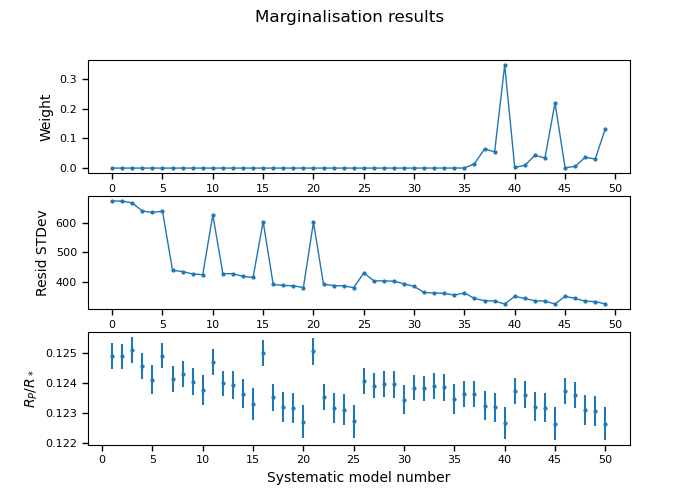 Marginalisation results
Weight
0.3
0.2
0.1
0.0
0 5 10 15 20 25 30 35 40 45 50
Resid STDev
600
500
400
0 5 10 15 20 25 30 35 40 45 50
R_P/R_*
0.125
0.124
0.123
0.122
0 5 10 15 20 25 30 35 40 45 50
Systematic model number